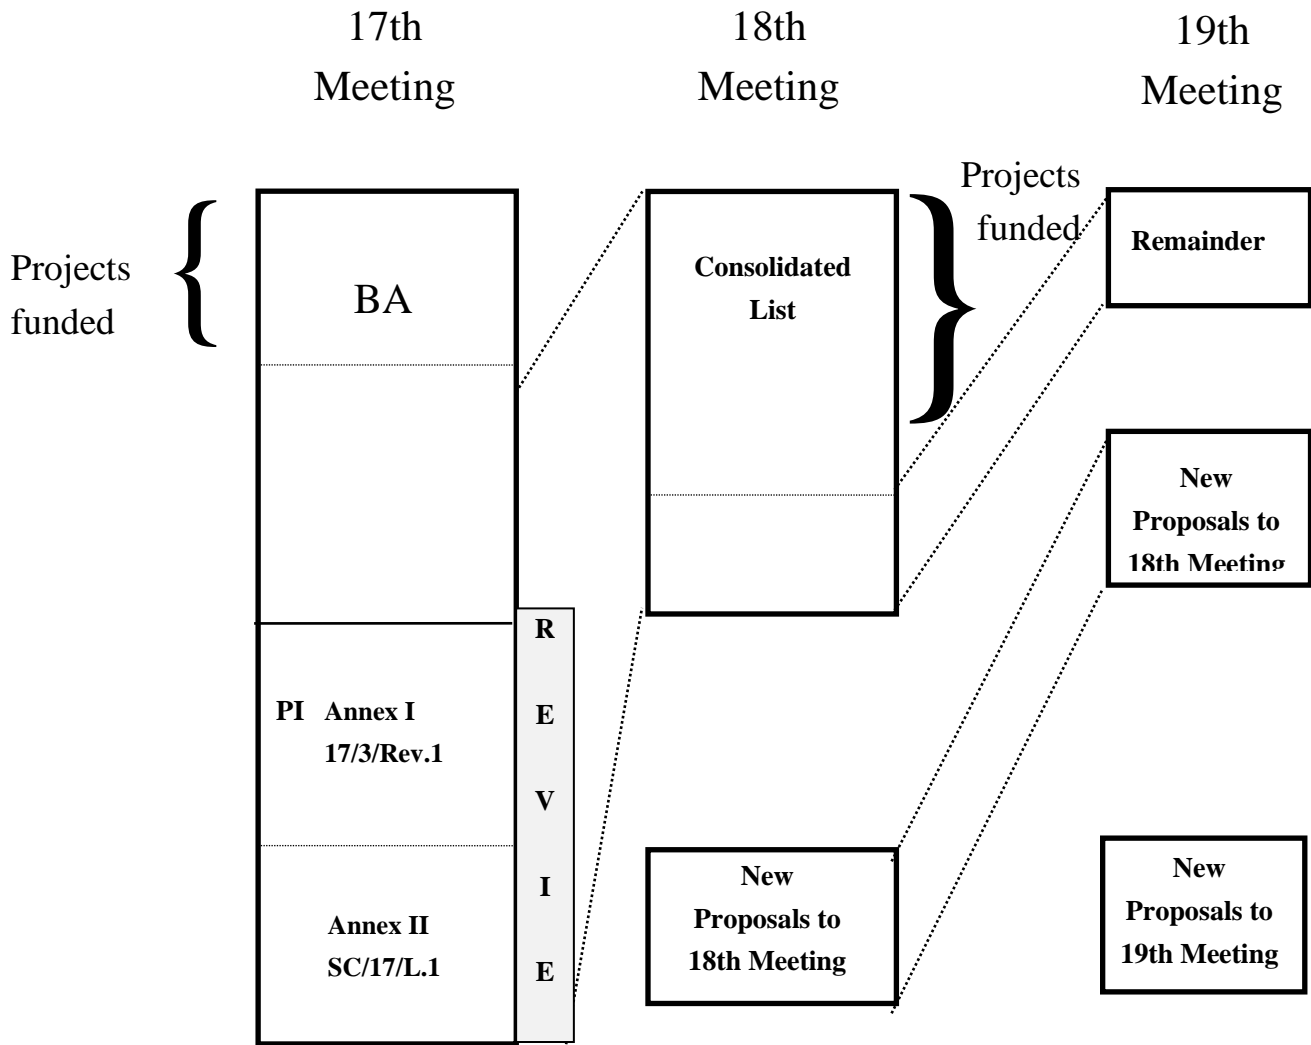 17th
Meeting
18th
Meeting
19th
Meeting
Projects
funded
BA
PI Annex I
17/3/Rev.1
Annex II
SC/17/L.1
R
E
V
I
E
Consolidated
List
Projects
funded
New
Proposals to
18th Meeting
Remainder
New
Proposals to
18th Meeting
New
Proposals to
19th Meeting